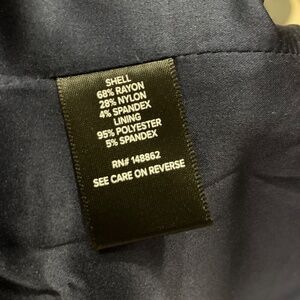 SHELL
68% RAYON
28% NYLON
4% SPANDEX
LINING
95% POLYESTER
5% SPANDEX
RN# 148862
SEE CARE ON REVERSE